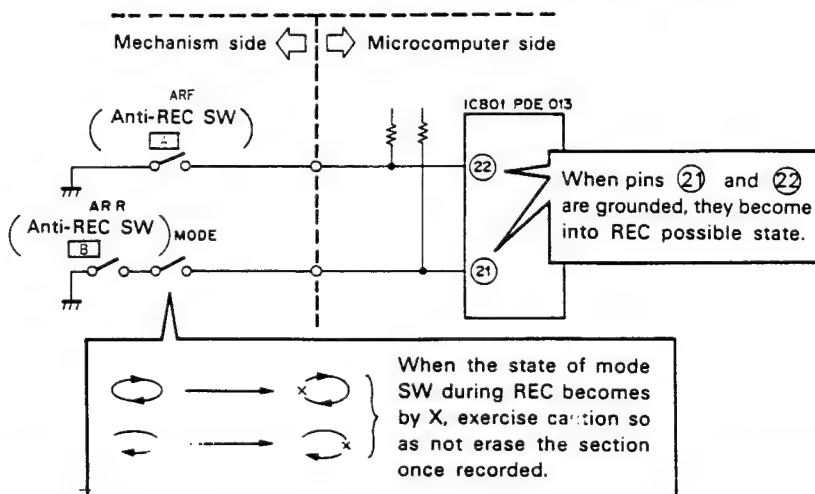 Mechanism side
Microcomputer side
ARF
(Anti-REC SW)
A
IC801 PDE 013
22
When pins 21 and 22
are grounded, they become
into REC possible state.
ARR
(Anti-REC SW)
B
MODE
21
When the state of mode
SW during REC becomes
by X, exercise caution so
as not erase the section
once recorded.
x
x